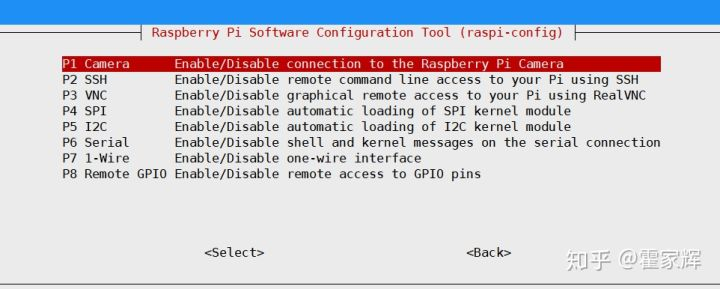 Raspberry Pi Software Configuration Tool (raspi-config)
P1 Camera Enable/Disable connection to the Raspberry Pi Camera
P2 SSH Enable/Disable remote command line access to your Pi using SSH
P3 VNC Enable/Disable graphical remote access to your Pi using RealVNC
P4 SPI Enable/Disable automatic loading of SPI kernel module
P5 I2C Enable/Disable automatic loading of I2C kernel module
P6 Serial Enable/Disable shell and kernel messages on the serial connection
P7 1-Wire Enable/Disable one-wire interface
P8 Remote GPIO Enable/Disable remote access to GPIO pins
<Select> <Back>
知乎 @霍家辉